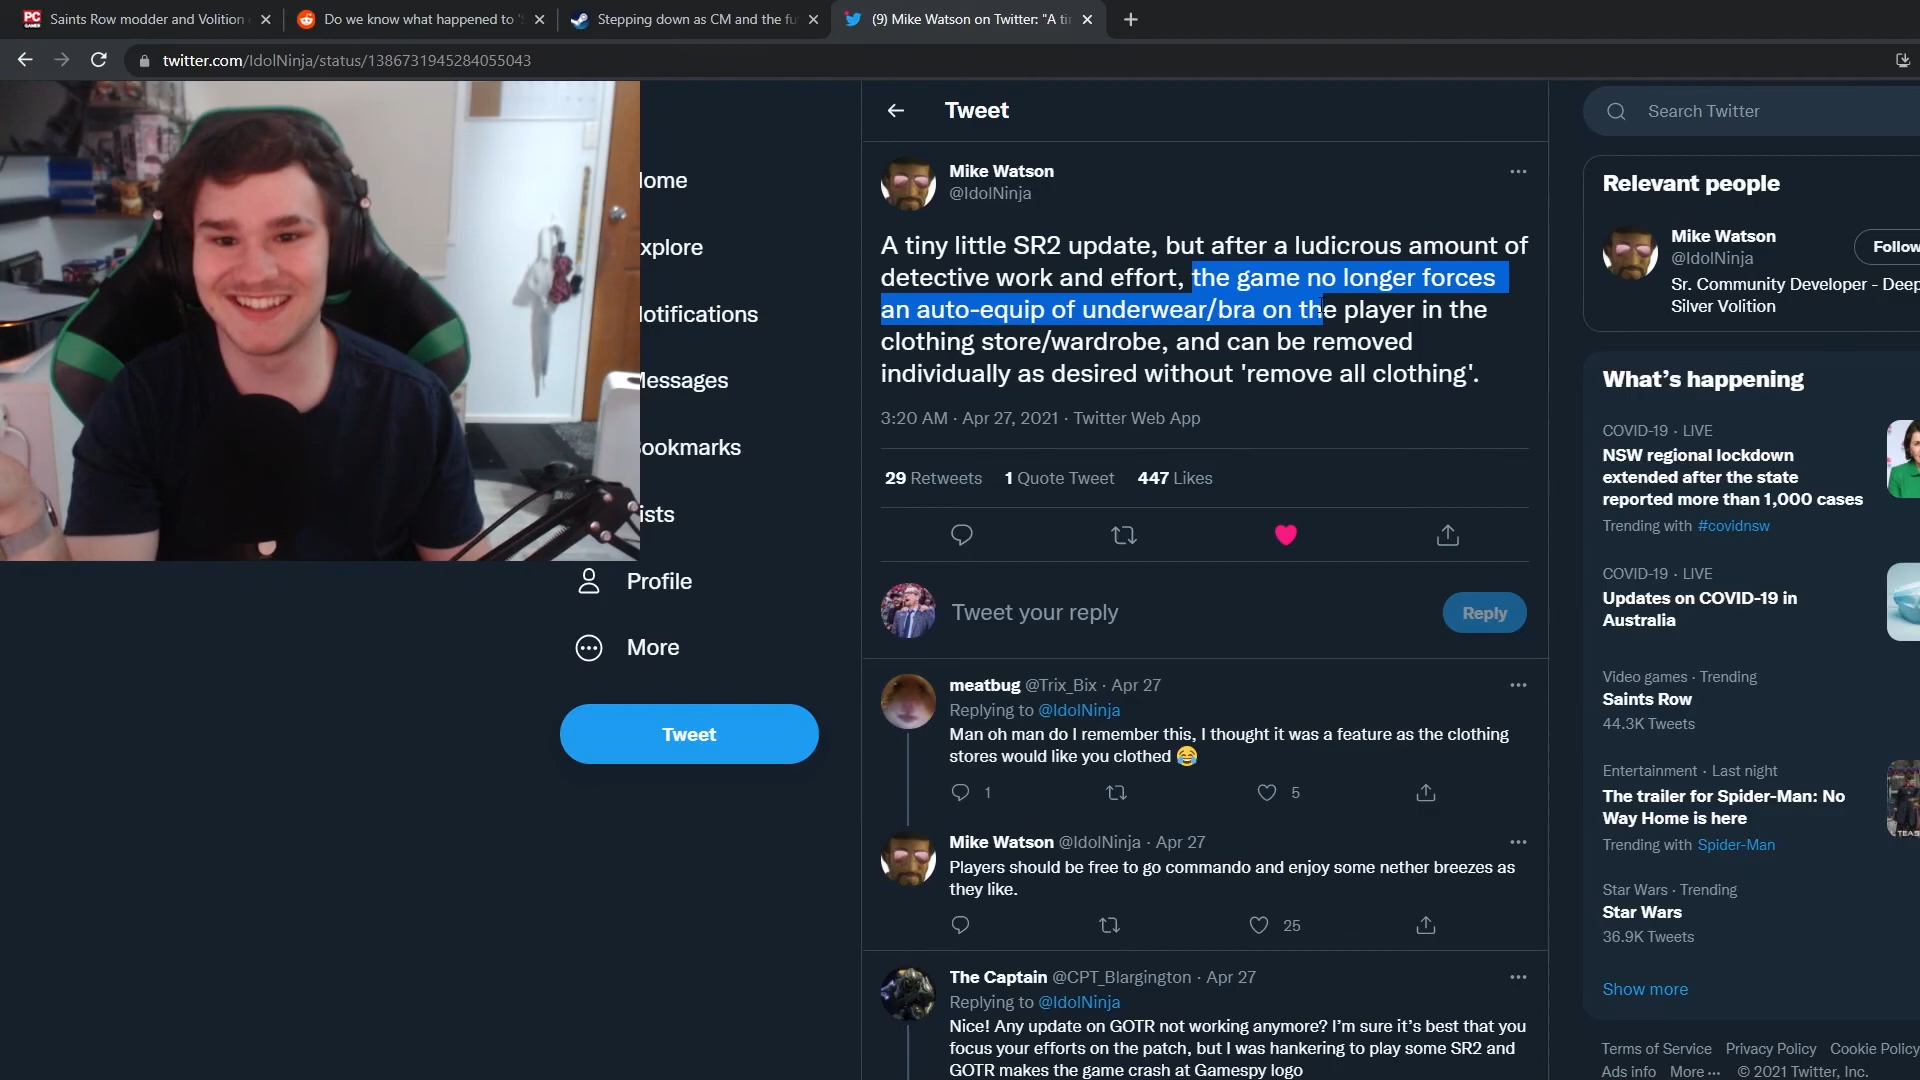 Saints Row modder and Volition
Do we know what happened to
Stepping down as CM and the fu
(9) Mike Watson on Twitter: "A ti
twitter.com/IdolNinja/status/1386731945284055043
ome
xplore
otifications
essages
ookmarks
ists
Profile
More
Tweet
Tweet
Mike Watson
@IdolNinja
A tiny little SR2 update, but after a ludicrous amount of
detective work and effort, the game no longer forces
an auto-equip of underwear/bra on the player in the
clothing store/wardrobe, and can be removed
individually as desired without 'remove all clothing'.
3:20 AM · Apr 27, 2021 · Twitter Web App
29 Retweets 1 Quote Tweet 447 Likes
Tweet your reply
Reply
meatbug @Trix_Bix · Apr 27
Replying to @IdolNinja
Man oh man do I remember this, I thought it was a feature as the clothing
stores would like you clothed 😂
1 5
Mike Watson @IdolNinja · Apr 27
Players should be free to go commando and enjoy some nether breezes as
they like.
25
The Captain @CPT_Blargington · Apr 27
Replying to @IdolNinja
Nice! Any update on GOTR not working anymore? I'm sure it's best that you
focus your efforts on the patch, but I was hankering to play some SR2 and
GOTR makes the game crash at Gamespy logo
Search Twitter
Relevant people
Mike Watson
@IdolNinja
Follow
Sr. Community Developer - Deep
Silver Volition
What's happening
COVID-19 · LIVE
NSW regional lockdown
extended after the state
reported more than 1,000 cases
Trending with #covidnsw
COVID-19 · LIVE
Updates on COVID-19 in
Australia
Video games · Trending
Saints Row
44.3K Tweets
Entertainment · Last night
The trailer for Spider-Man: No
Way Home is here
Trending with Spider-Man
Star Wars · Trending
Star Wars
36.9K Tweets
Show more
Terms of Service Privacy Policy Cookie Policy
Ads info More ··· © 2021 Twitter, Inc.